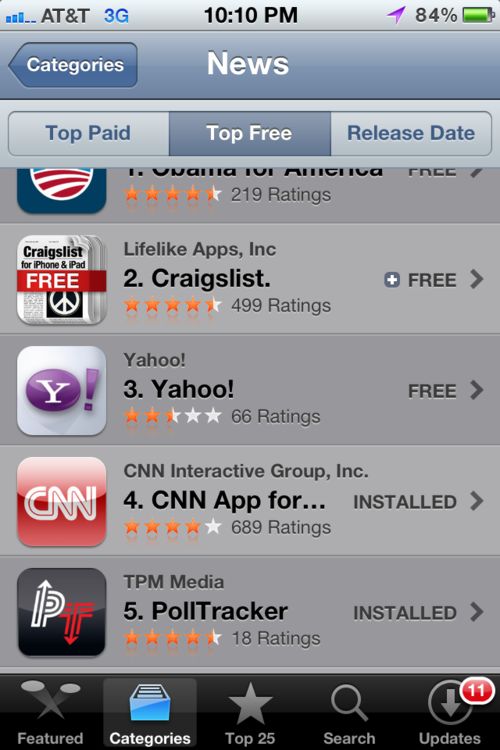 AT&T 3G 10:10 PM 84%
Categories News
Top Paid Top Free Release Date
1. Obama for America FREE
219 Ratings
Craigslist
for iPhone & iPad
FREE
Lifelike Apps, Inc
2. Craigslist. FREE
499 Ratings
Y!
Yahoo!
3. Yahoo! FREE
66 Ratings
CNN
CNN Interactive Group, Inc.
4. CNN App for... INSTALLED
689 Ratings
PT
TPM Media
5. PollTracker INSTALLED
18 Ratings
11
Featured Categories Top 25 Search Updates